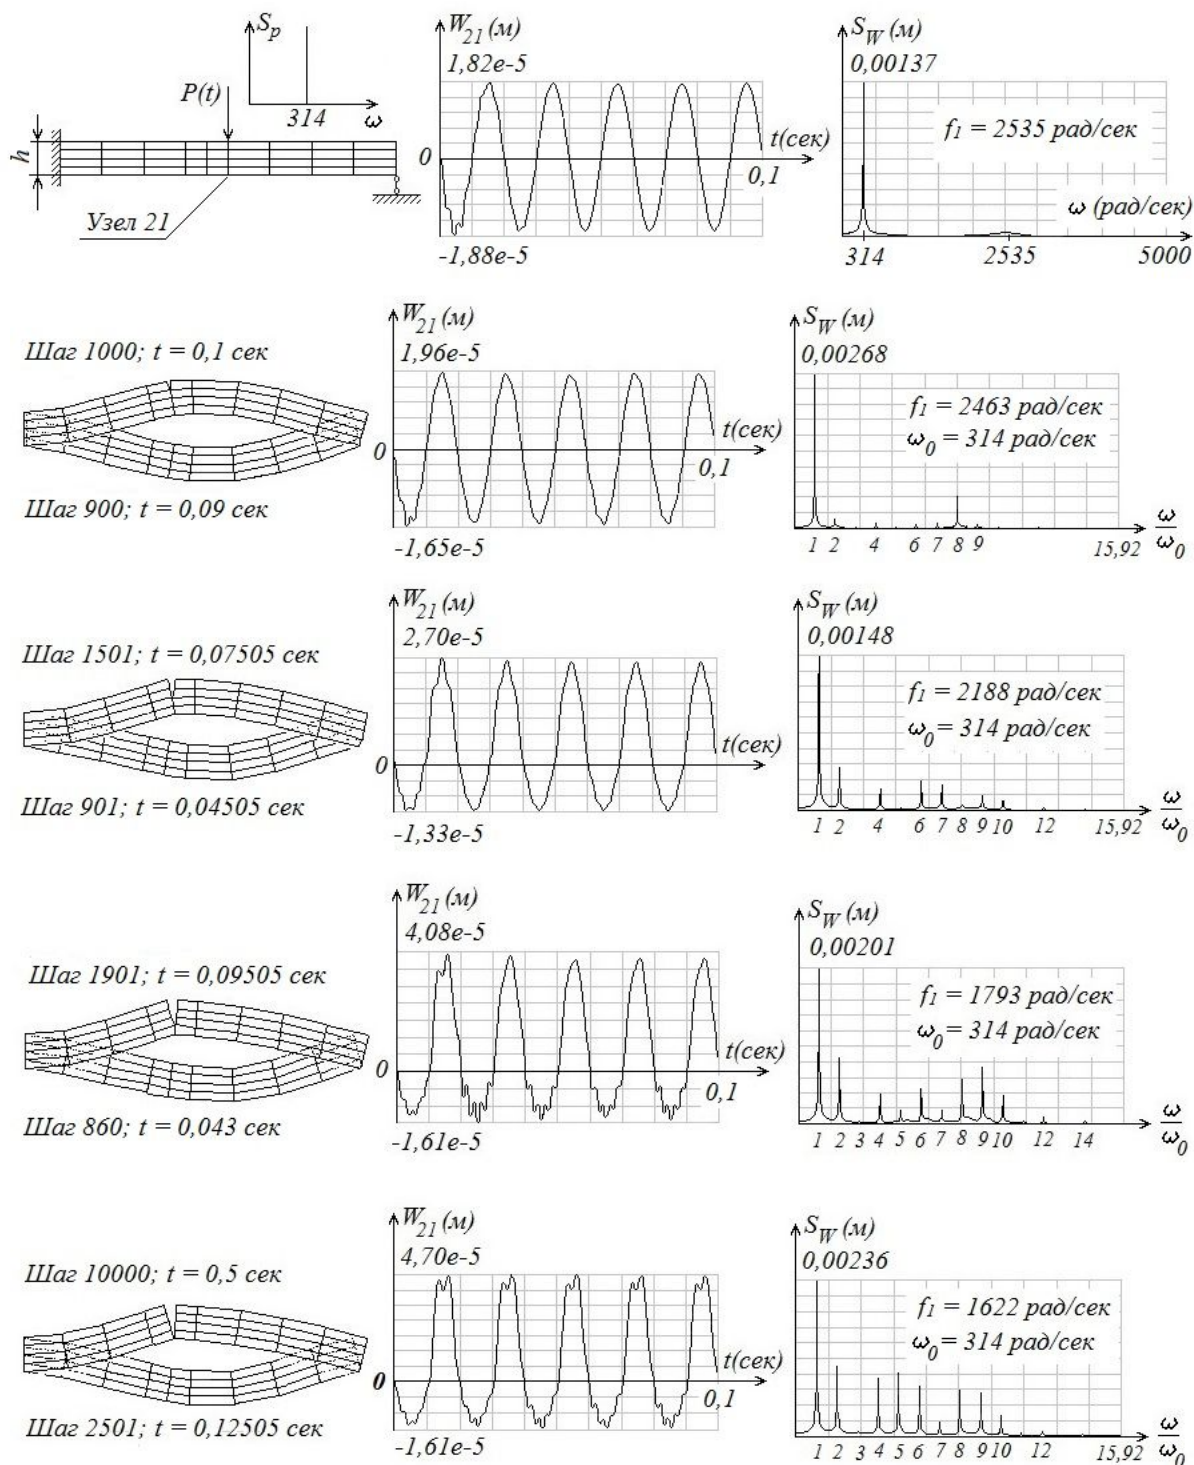 S_p
P(t)
314
ω
h
Узел 21
W_21 (м)
1,82e-5
0
t(сек)
0,1
-1,88e-5
S_W (м)
0,00137
f_1 = 2535 рад/сек
ω (рад/сек)
314
2535
5000
Шаг 1000; t = 0,1 сек
Шаг 900; t = 0,09 сек
W_21 (м)
1,96e-5
t(сек)
0
0,1
-1,65e-5
S_W (м)
0,00268
f_1 = 2463 рад/сек
ω_0 = 314 рад/сек
1 2 4 6 7 8 9 15,92
ω/ω_0
Шаг 1501; t = 0,07505 сек
Шаг 901; t = 0,04505 сек
W_21 (м)
2,70e-5
t(сек)
0
-1,33e-5
S_W (м)
0,00148
f_1 = 2188 рад/сек
ω_0 = 314 рад/сек
1 2 4 6 7 8 9 10 12 15,92
ω/ω_0
Шаг 1901; t = 0,09505 сек
Шаг 860; t = 0,043 сек
W_21 (м)
4,08e-5
t(сек)
0
0,1
-1,61e-5
S_W (м)
0,00201
f_1 = 1793 рад/сек
ω_0 = 314 рад/сек
1 2 3 4 5 6 7 8 9 10 12 14
ω/ω_0
Шаг 10000; t = 0,5 сек
Шаг 2501; t = 0,12505 сек
W_21 (м)
4,70e-5
t(сек)
0
0,1
-1,61e-5
S_W (м)
0,00236
f_1 = 1622 рад/сек
ω_0 = 314 рад/сек
1 2 3 4 5 6 7 8 9 10 12 15,92
ω/ω_0